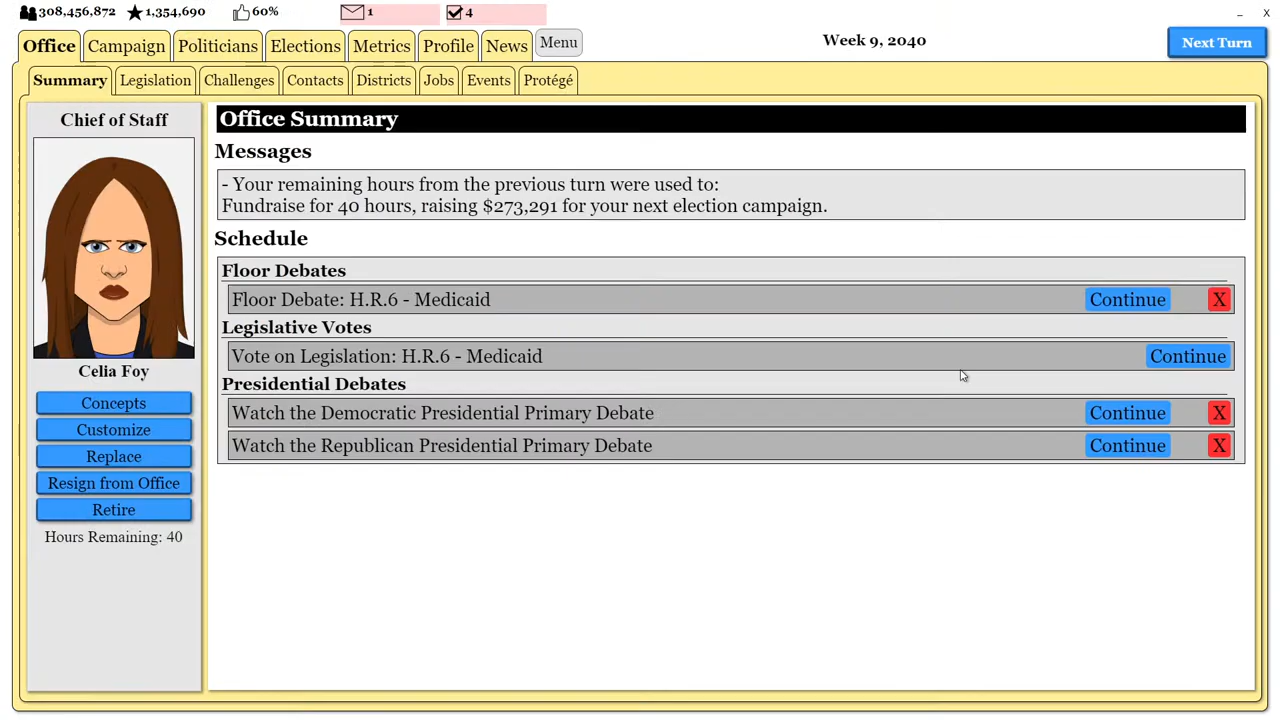 308,456,872 1,354,690 60% 1 4
Office Campaign Politicians Elections Metrics Profile News Menu
Week 9, 2040
Next Turn
_ X
Summary Legislation Challenges Contacts Districts Jobs Events Protégé
Chief of Staff
Celia Foy
Concepts
Customize
Replace
Resign from Office
Retire
Hours Remaining: 40
Office Summary
Messages
- Your remaining hours from the previous turn were used to:
Fundraise for 40 hours, raising $273,291 for your next election campaign.
Schedule
Floor Debates
Floor Debate: H.R.6 - Medicaid Continue X
Legislative Votes
Vote on Legislation: H.R.6 - Medicaid Continue
Presidential Debates
Watch the Democratic Presidential Primary Debate Continue X
Watch the Republican Presidential Primary Debate Continue X